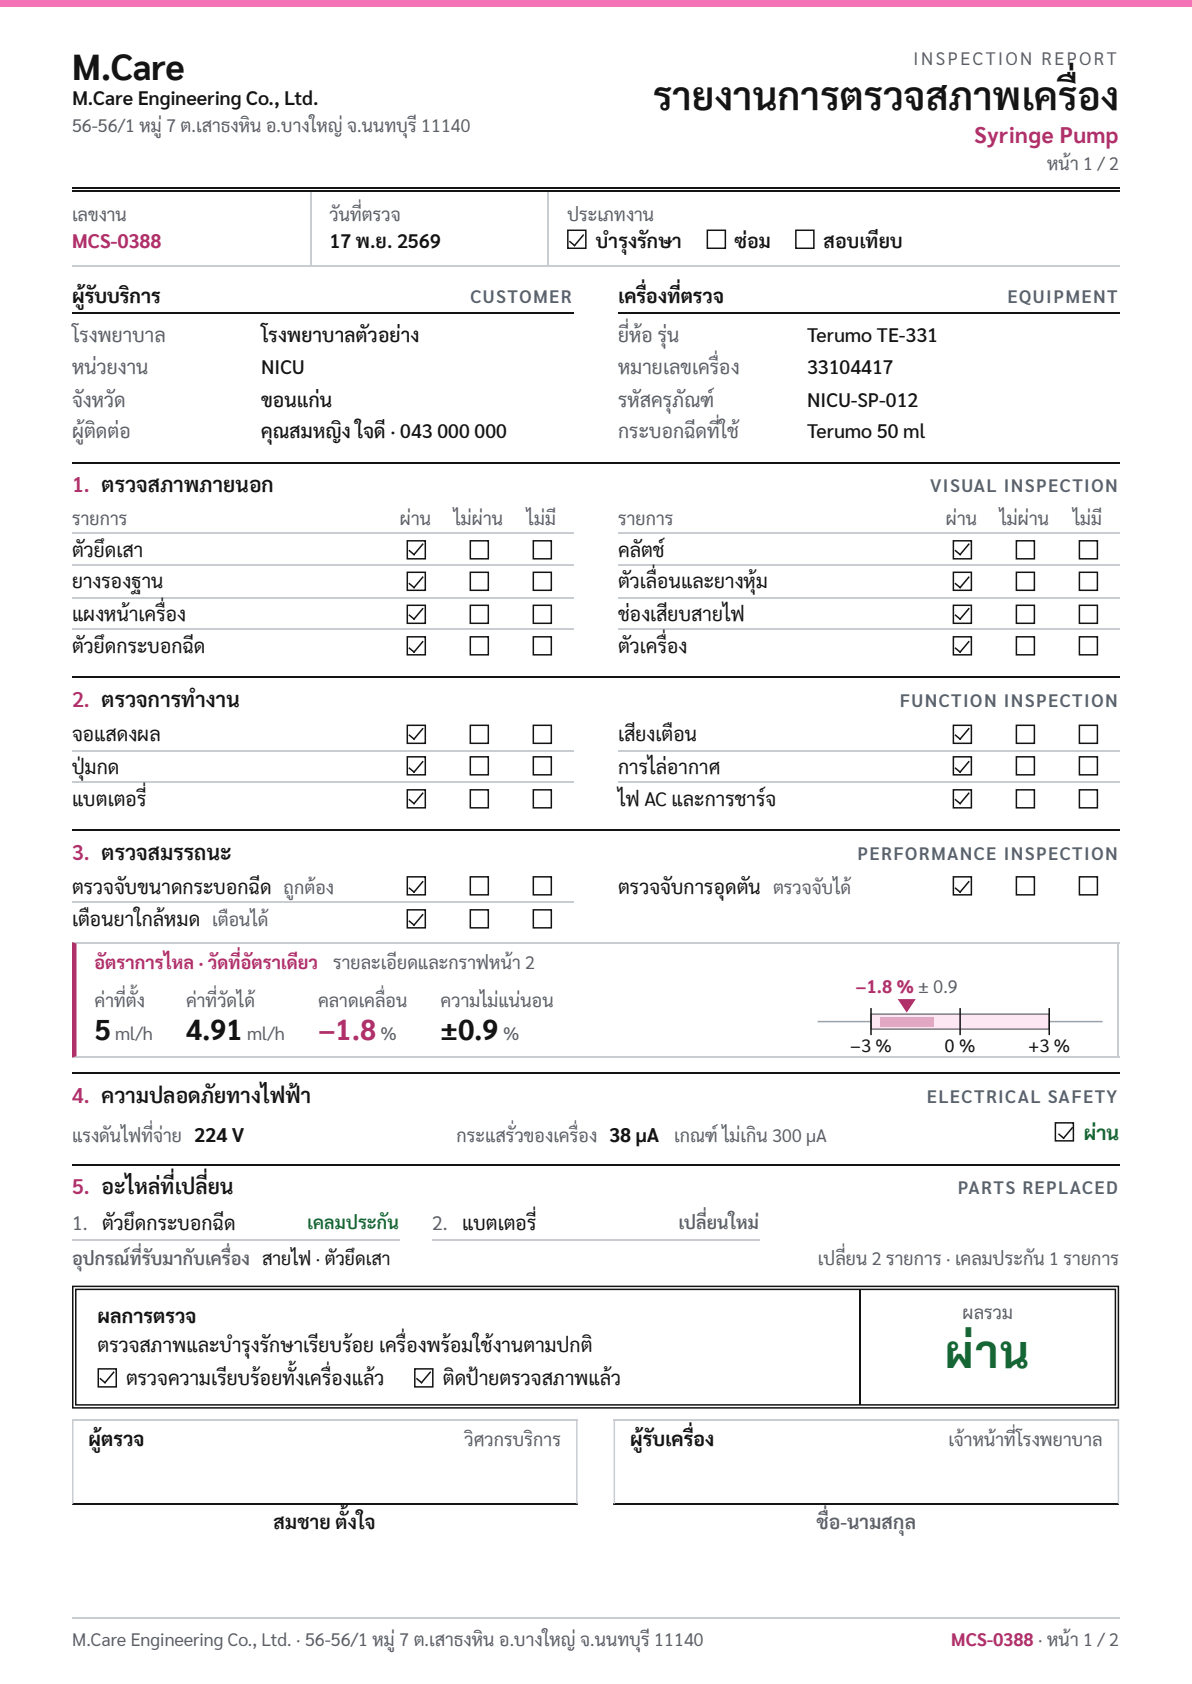 M.Care
M.Care Engineering Co., Ltd.
56-56/1 หมู่ 7 ต.เสาธงหิน อ.บางใหญ่ จ.นนทบุรี 11140
INSPECTION REPORT
รายงานการตรวจสภาพเครื่อง
Syringe Pump
หน้า 1 / 2
เลขงาน วันที่ตรวจ ประเภทงาน
MCS-0388 17 พ.ย. 2569 บำรุงรักษา ซ่อม สอบเทียบ
ผู้รับบริการ CUSTOMER
โรงพยาบาล โรงพยาบาลตัวอย่าง
หน่วยงาน NICU
จังหวัด ขอนแก่น
ผู้ติดต่อ คุณสมหญิง ใจดี · 043 000 000
เครื่องที่ตรวจ EQUIPMENT
ยี่ห้อ รุ่น Terumo TE-331
หมายเลขเครื่อง 33104417
รหัสครุภัณฑ์ NICU-SP-012
กระบอกฉีดที่ใช้ Terumo 50 ml
1. ตรวจสภาพภายนอก VISUAL INSPECTION
รายการ ผ่าน ไม่ผ่าน ไม่มี รายการ ผ่าน ไม่ผ่าน ไม่มี
ตัวยึดเสา คลัตช์
ยางรองฐาน ตัวเลื่อนและยางหุ้ม
แผงหน้าเครื่อง ช่องเสียบสายไฟ
ตัวยึดกระบอกฉีด ตัวเครื่อง
2. ตรวจการทำงาน FUNCTION INSPECTION
จอแสดงผล เสียงเตือน
ปุ่มกด การไล่อากาศ
แบตเตอรี่ ไฟ AC และการชาร์จ
3. ตรวจสมรรถนะ PERFORMANCE INSPECTION
ตรวจจับขนาดกระบอกฉีด ถูกต้อง ตรวจจับการอุดตัน ตรวจจับได้
เตือนยาใกล้หมด เตือนได้
อัตราการไหล · วัดที่อัตราเดียว รายละเอียดและกราฟหน้า 2
ค่าที่ตั้ง ค่าที่วัดได้ คลาดเคลื่อน ความไม่แน่นอน
5 ml/h 4.91 ml/h −1.8 % ±0.9 %
−1.8 % ± 0.9
−3 % 0 % +3 %
4. ความปลอดภัยทางไฟฟ้า ELECTRICAL SAFETY
แรงดันไฟที่จ่าย 224 V กระแสรั่วของเครื่อง 38 µA เกณฑ์ ไม่เกิน 300 µA ผ่าน
5. อะไหล่ที่เปลี่ยน PARTS REPLACED
1. ตัวยึดกระบอกฉีด เคลมประกัน 2. แบตเตอรี่ เปลี่ยนใหม่
อุปกรณ์ที่รับมากับเครื่อง สายไฟ · ตัวยึดเสา เปลี่ยน 2 รายการ · เคลมประกัน 1 รายการ
ผลการตรวจ
ตรวจสภาพและบำรุงรักษาเรียบร้อย เครื่องพร้อมใช้งานตามปกติ
ตรวจความเรียบร้อยทั้งเครื่องแล้ว ติดป้ายตรวจสภาพแล้ว
ผลรวม
ผ่าน
ผู้ตรวจ วิศวกรบริการ ผู้รับเครื่อง เจ้าหน้าที่โรงพยาบาล
สมชาย ตั้งใจ ชื่อ-นามสกุล
M.Care Engineering Co., Ltd. · 56-56/1 หมู่ 7 ต.เสาธงหิน อ.บางใหญ่ จ.นนทบุรี 11140 MCS-0388 · หน้า 1 / 2